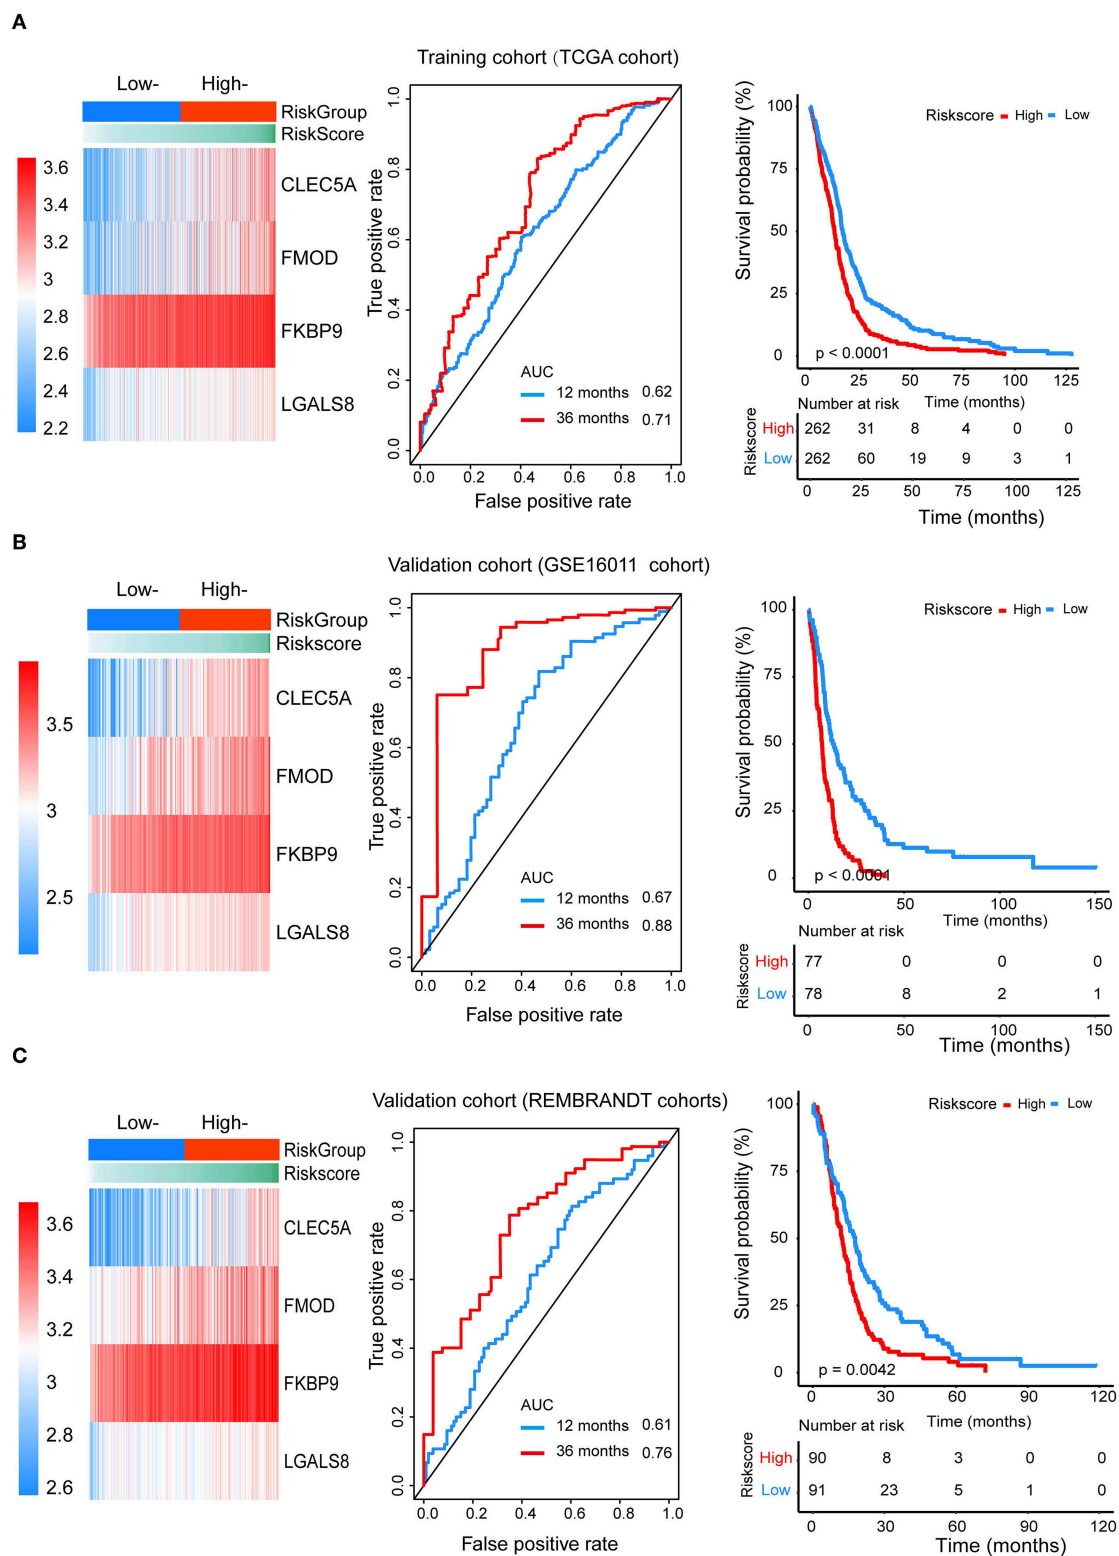 A
Training cohort (TCGA cohort)
Low- High-
RiskGroup
RiskScore
CLEC5A
FMOD
FKBP9
LGALS8
3.6
3.4
3.2
3
2.8
2.6
2.4
2.2
True positive rate
1.0
0.8
0.6
0.4
0.2
0.0
AUC
12 months 0.62
36 months 0.71
0.0 0.2 0.4 0.6 0.8 1.0
False positive rate
Survival probability (%)
Riskscore High Low
100
75
50
25
0
p < 0.0001
0 25 50 75 100 125
Number at risk
Time (months)
Riskscore
High 262 31 8 4 0 0
Low 262 60 19 9 3 1
0 25 50 75 100 125
Time (months)
B
Validation cohort (GSE16011 cohort)
Low- High-
RiskGroup
Riskscore
CLEC5A
FMOD
FKBP9
LGALS8
3.5
3
2.5
True positive rate
1.0
0.8
0.6
0.4
0.2
0.0
AUC
12 months 0.67
36 months 0.88
0.0 0.2 0.4 0.6 0.8 1.0
False positive rate
Survival probability (%)
Riskscore High Low
100
75
50
25
0
p < 0.0001
0 50 100 150
Time (months)
Number at risk
Riskscore
High 77 0 0 0
Low 78 8 2 1
0 50 100 150
Time (months)
C
Validation cohort (REMBRANDT cohorts)
Low- High-
RiskGroup
Riskscore
CLEC5A
FMOD
FKBP9
LGALS8
3.6
3.4
3.2
3
2.8
2.6
True positive rate
1.0
0.8
0.6
0.4
0.2
0.0
AUC
12 months 0.61
36 months 0.76
0.0 0.2 0.4 0.6 0.8 1.0
False positive rate
Survival probability (%)
Riskscore High Low
100
75
50
25
0
p = 0.0042
0 30 60 90 120
Number at risk
Time (months)
Riskscore
High 90 8 3 0 0
Low 91 23 5 1 0
0 30 60 90 120
Time (months)